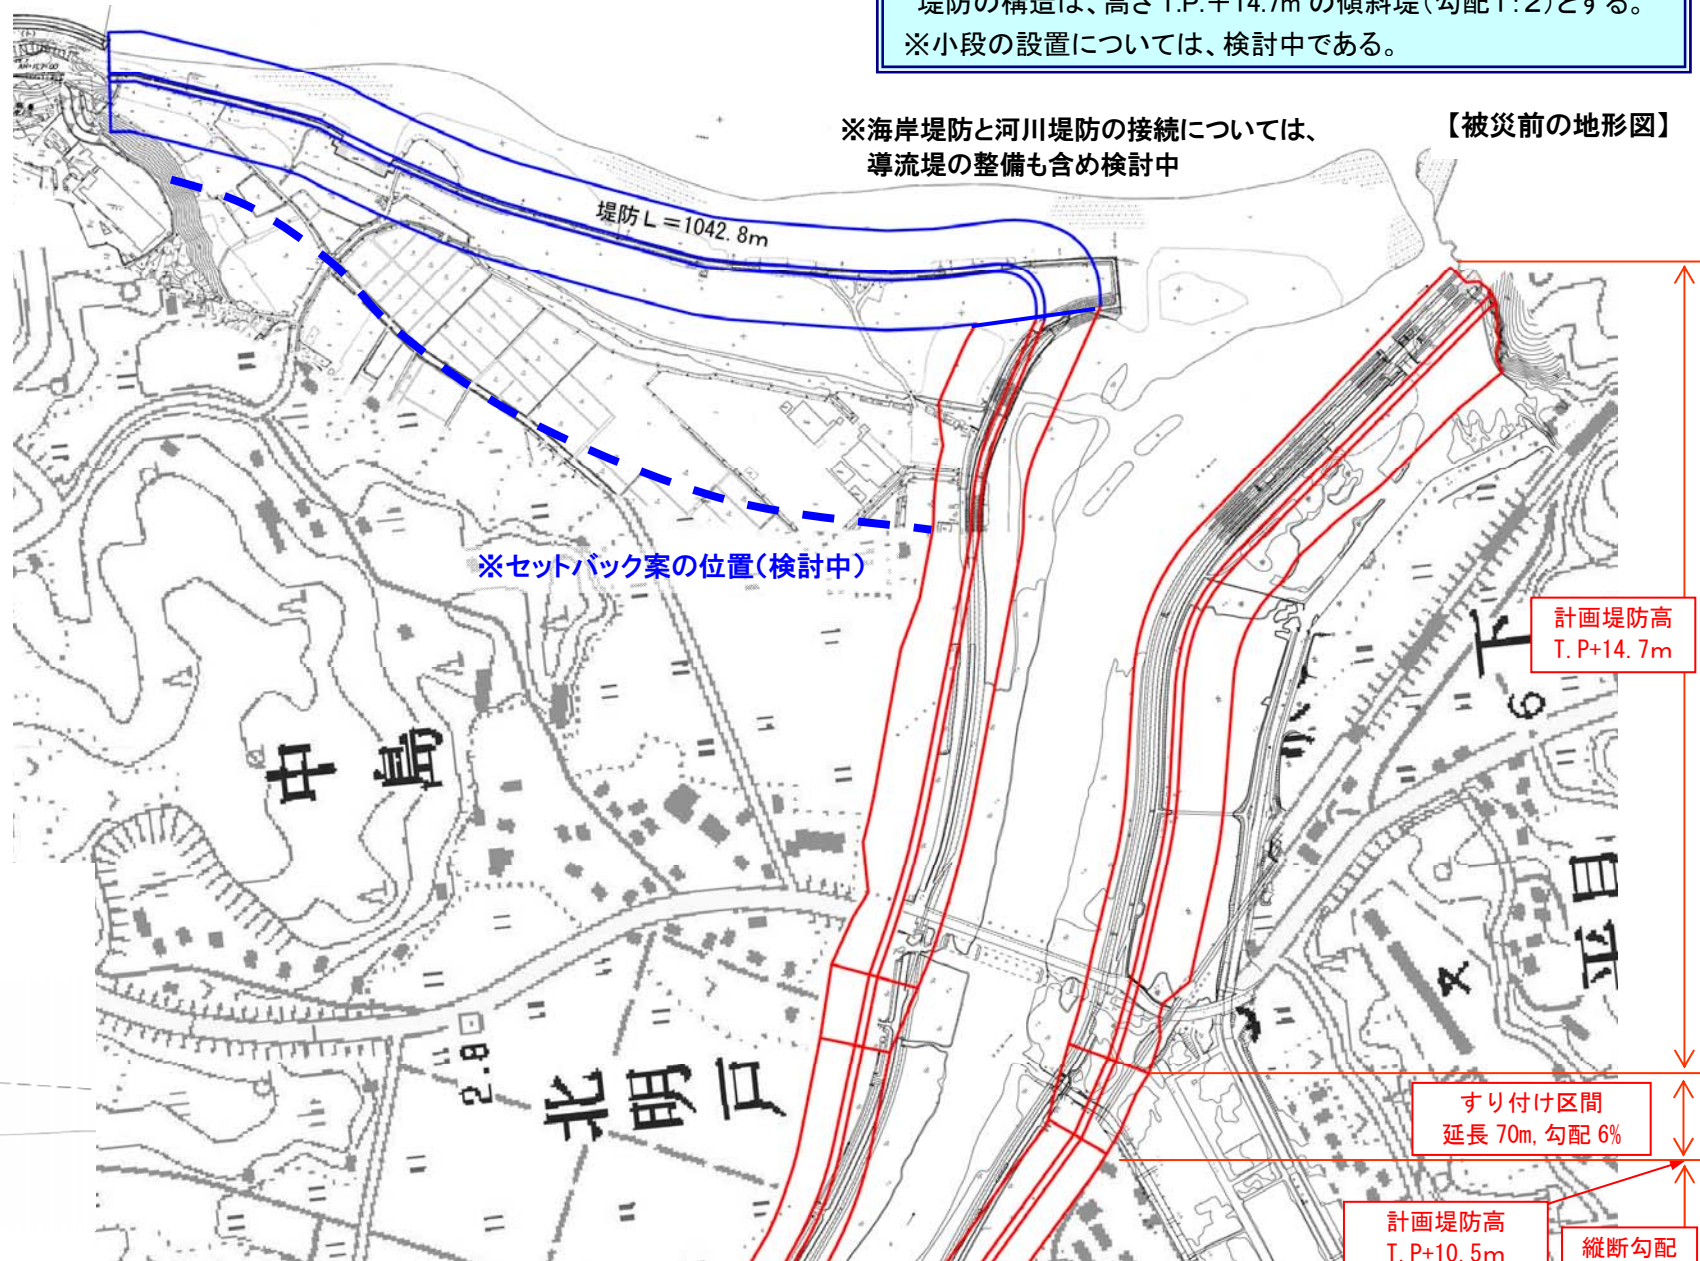 堤防の構造は、高さT.P.+14.7mの傾斜堤(勾配1:2)とする。
※小段の設置については、検討中である。
※海岸堤防と河川堤防の接続については、
導流堤の整備も含め検討中
【被災前の地形図】
堤防L=1042.8m
※セットバック案の位置(検討中)
計画堤防高
T.P+14.7m
下
6
中島
平目
2.8
北明戸
すり付け区間
延長70m,勾配6%
計画堤防高
T.P+10.5m
縦断勾配